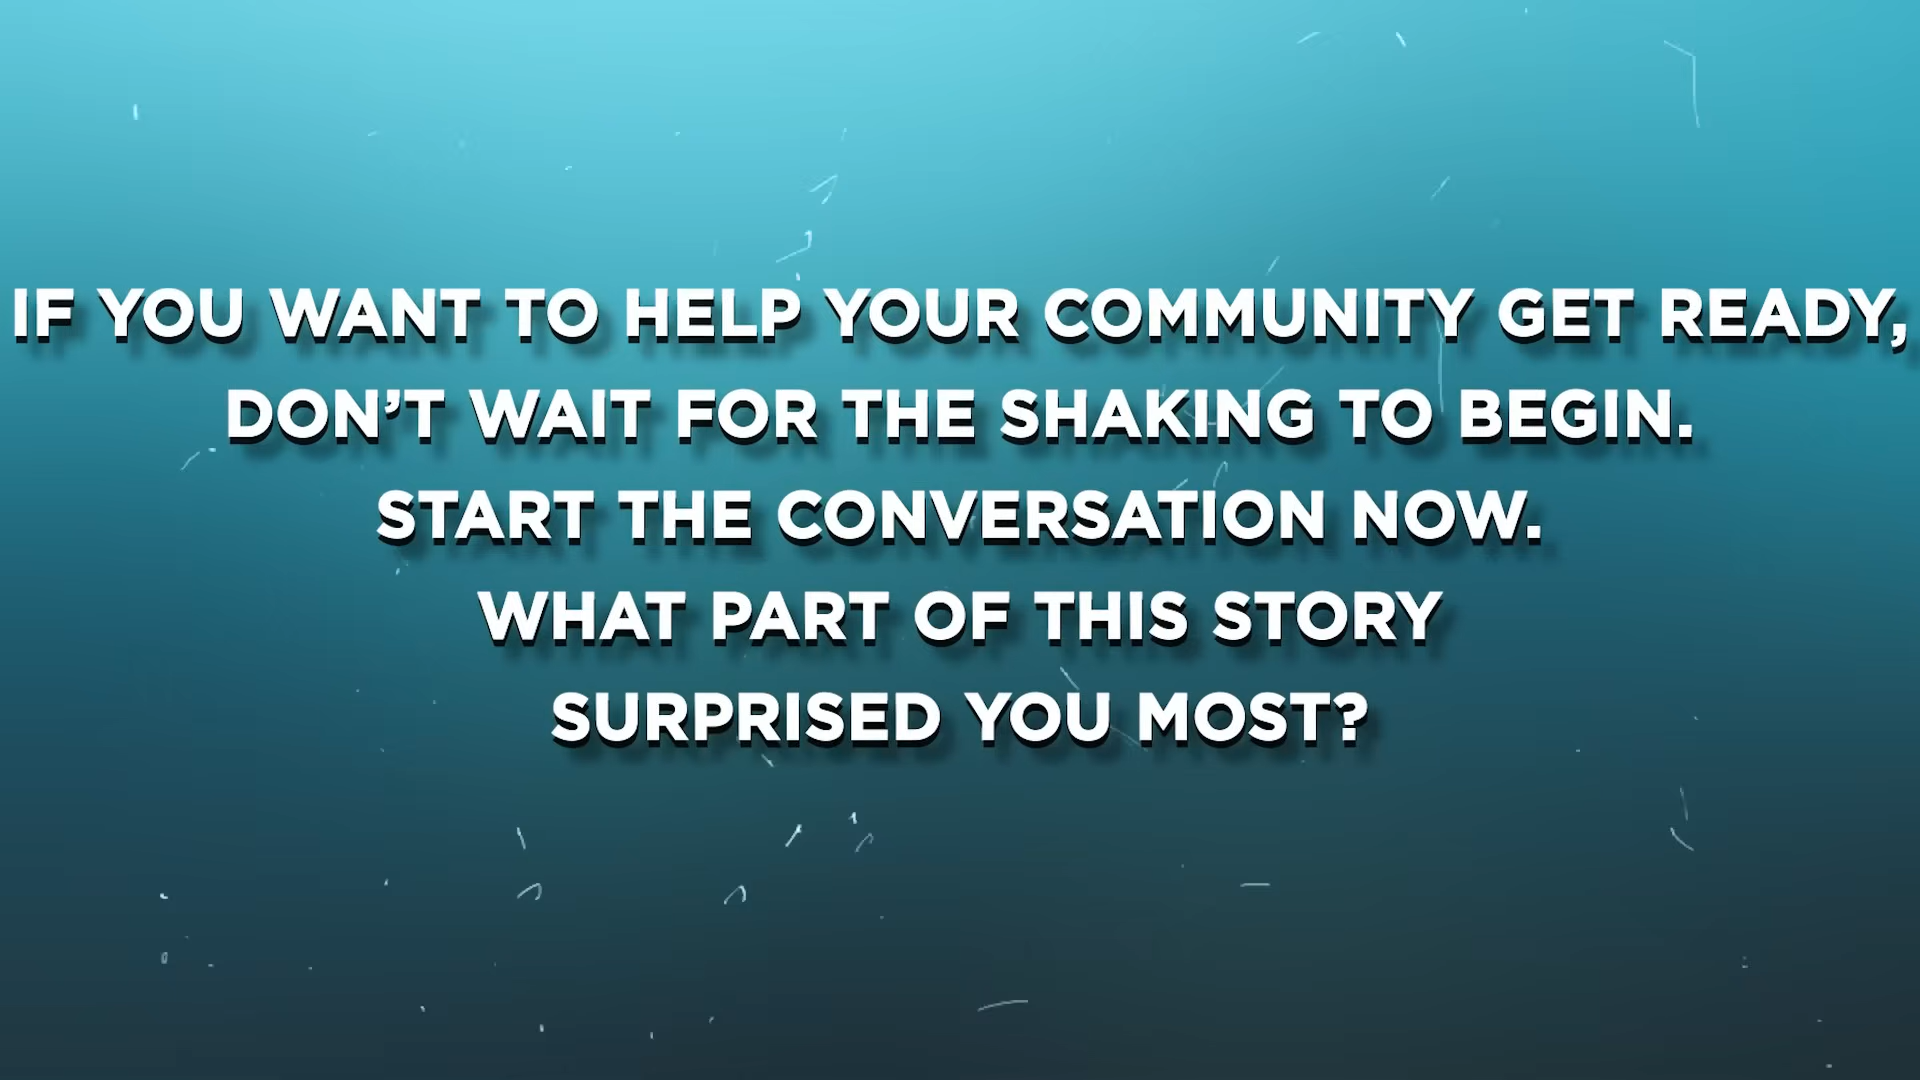 IF YOU WANT TO HELP YOUR COMMUNITY GET READY,
DON’T WAIT FOR THE SHAKING TO BEGIN.
START THE CONVERSATION NOW.
WHAT PART OF THIS STORY
SURPRISED YOU MOST?